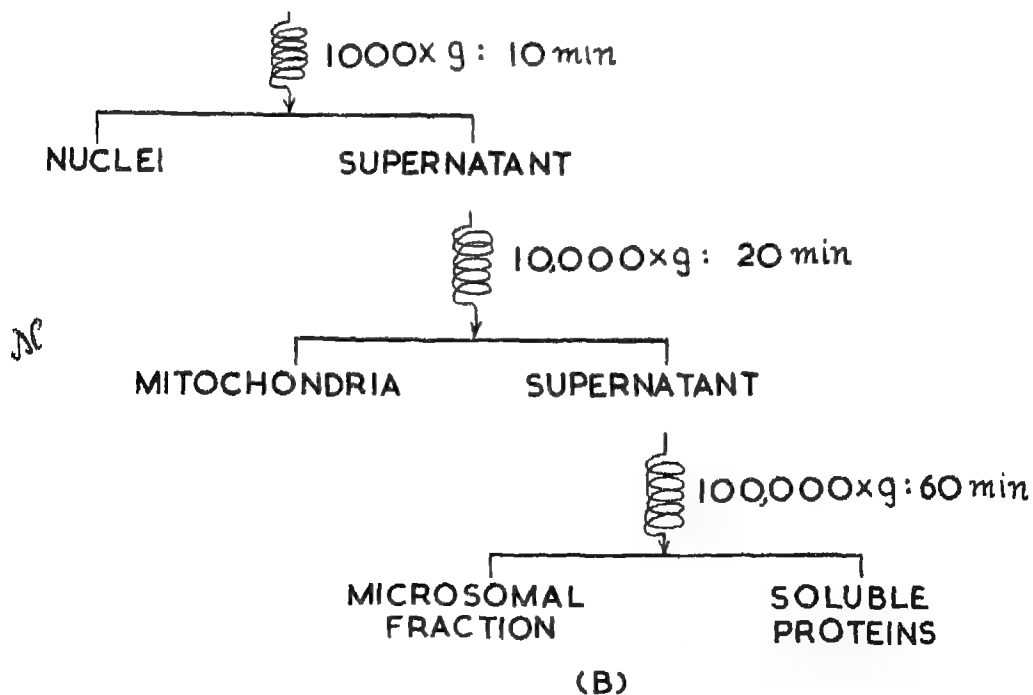 1000× g: 10 min
NUCLEI SUPERNATANT
10,000×g: 20 min
MITOCHONDRIA SUPERNATANT
100,000×g: 60 min
MICROSOMAL FRACTION
SOLUBLE PROTEINS
(B)